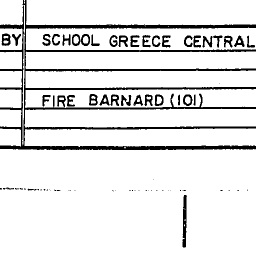 BY SCHOOL GREECE CENTRAL
FIRE BARNARD (101)